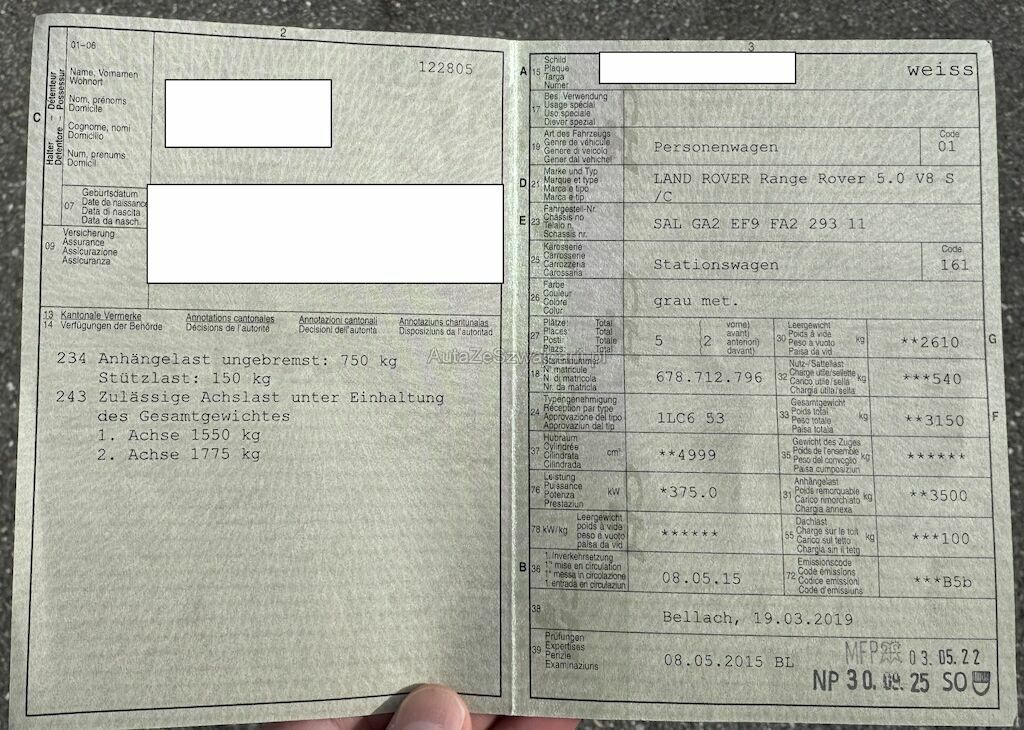 2
01-06
122805
C
Halter – Détenteur
Detentore – Possessur
Name, Vornamen
Wohnort
Nom, prénoms
Domicile
Cognome, nomi
Domicilio
Num, prenums
Domicil
07
Geburtsdatum
Date de naissance
Data di nascita
Data da nasch.
09
Versicherung
Assurance
Assicurazione
Assicuranza
13 Kantonale Vermerke
14 Verfügungen der Behörde
Annotations cantonales
Décisions de l'autorité
Annotazioni cantonali
Decisioni dell'autorità
Annotaziuns chantunalas
Disposiziuns da l'autoritad
234 Anhängelast ungebremst: 750 kg
Stützlast: 150 kg
243 Zulässige Achslast unter Einhaltung
des Gesamtgewichtes
1. Achse 1550 kg
2. Achse 1775 kg
3
A 15 Schild
Plaque
Targa
Numer
weiss
17 Bes. Verwendung
Usage spécial
Uso speciale
Diever spezial
19 Art des Fahrzeugs
Genre de véhicule
Genere di veicolo
Gener dal vehichel
Personenwagen
Code
01
D 21 Marke und Typ
Marque et type
Marca e tipo
Marca e tip
LAND ROVER Range Rover 5.0 V8 S
/C
E 23 Fahrgestell-Nr.
Châssis no
Telaio n.
Schassis nr.
SAL GA2 EF9 FA2 293 11
25 Karosserie
Carrosserie
Carrozzeria
Carossaria
Stationswagen
Code
161
26 Farbe
Couleur
Colore
Colur
grau met.
27 Plätze: Total
Places: Total
Posti: Totale
Plazs: Total
5 (2 vorne)
avant)
anteriori)
davant)
30 Leergewicht
Poids à vide
Peso a vuoto
Paisa da vid
kg
**2610
G
18 Stammnummer
N° matricule
N. di matricola
Nr. da matricla
678.712.796
32 Nutz-/Sattellast
Charge utile/sellette
Carico utile/sella
Chargia utila/sella
kg
***540
24 Typengenehmigung
Réception par type
Approvazione del tipo
Approvaziun dal tip
1LC6 53
33 Gesamtgewicht
Poids total
Peso totale
Paisa totala
kg
**3150
F
37 Hubraum
Cylindrée
Cilindrata
Cilindrada
cm³
**4999
35 Gewicht des Zuges
Poids de l'ensemble
Peso del convoglio
Paisa cumposiziun
kg
******
76 Leistung
Puissance
Potenza
Prestaziun
kW
*375.0
31 Anhängelast
Poids remorquable
Carico rimorchiato
Chargia annexa
kg
**3500
78 kW/kg
Leergewicht
poids à vide
peso a vuoto
paisa da vid
******
55 Dachlast
Charge sur le toit
Carico sul tetto
Chargia sin il tetg
kg
***100
B 36 1. Inverkehrsetzung
1re mise en circulation
1a messa in circolazione
1. entrada en circulaziun
08.05.15
72 Emissionscode
Code émissions
Codice emissioni
Code d'emissiuns
***B5b
38
Bellach, 19.03.2019
39 Prüfungen
Expertises
Perizie
Examinaziuns
08.05.2015 BL
MFP 03.05.22
NP 30.09.25 SO